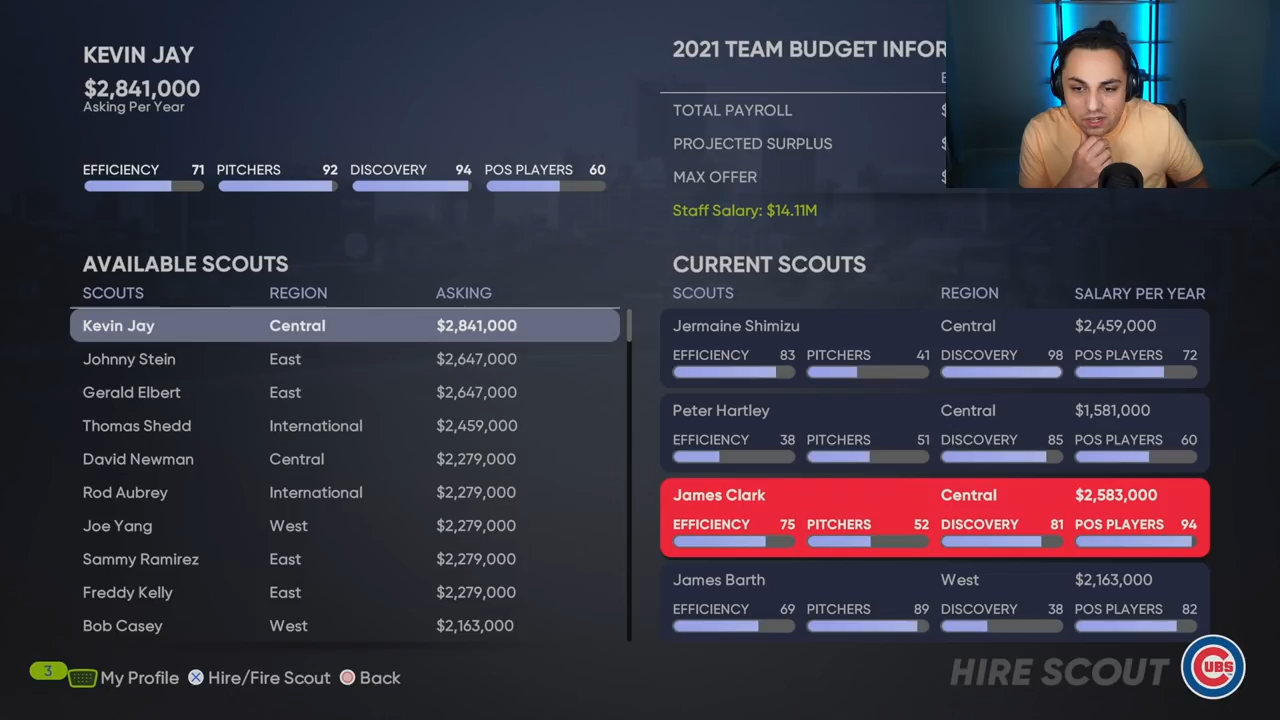 KEVIN JAY
$2,841,000
Asking Per Year
EFFICIENCY 71 PITCHERS 92 DISCOVERY 94 POS PLAYERS 60
2021 TEAM BUDGET INFOR
TOTAL PAYROLL $
PROJECTED SURPLUS $
MAX OFFER $
Staff Salary: $14.11M
AVAILABLE SCOUTS
SCOUTS REGION ASKING
Kevin Jay Central $2,841,000
Johnny Stein East $2,647,000
Gerald Elbert East $2,647,000
Thomas Shedd International $2,459,000
David Newman Central $2,279,000
Rod Aubrey International $2,279,000
Joe Yang West $2,279,000
Sammy Ramirez East $2,279,000
Freddy Kelly East $2,279,000
Bob Casey West $2,163,000
CURRENT SCOUTS
SCOUTS REGION SALARY PER YEAR
Jermaine Shimizu Central $2,459,000
EFFICIENCY 83 PITCHERS 41 DISCOVERY 98 POS PLAYERS 72
Peter Hartley Central $1,581,000
EFFICIENCY 38 PITCHERS 51 DISCOVERY 85 POS PLAYERS 60
James Clark Central $2,583,000
EFFICIENCY 75 PITCHERS 52 DISCOVERY 81 POS PLAYERS 94
James Barth West $2,163,000
EFFICIENCY 69 PITCHERS 89 DISCOVERY 38 POS PLAYERS 82
3 My Profile Hire/Fire Scout Back
HIRE SCOUT
CUBS